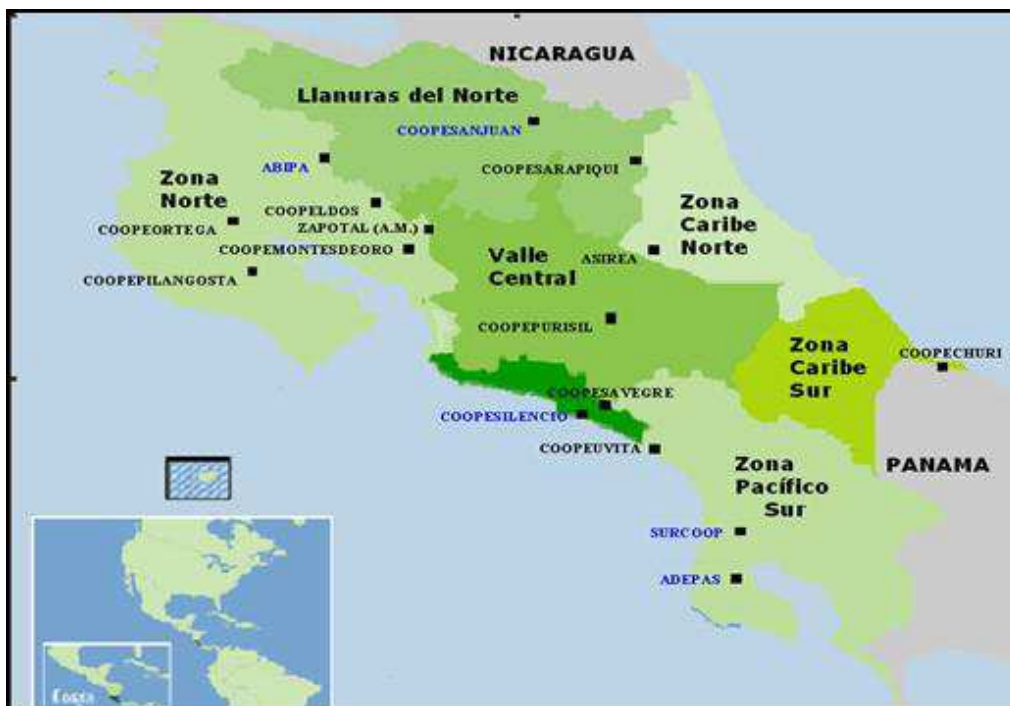 NICARAGUA
Llanuras del Norte
COOPESANJUAN
ABIPA
COOPESARAPIQUI
Zona
Norte
COOPELDOS
ZAPOTAL (A.M.)
COOPEORTEGA
COOPEMONTESDEORO
COOPEPILANGOSTA
Zona
Caribe
Norte
Valle
Central
ASIREA
COOPEPURISIL
Zona
Caribe
Sur
COOPECHURI
COOPESAVEGRE
COOPESILENCIO
COOPEUVITA
Zona
Pacífico
Sur
PANAMA
SURCOOP
ADEPAS
Costa